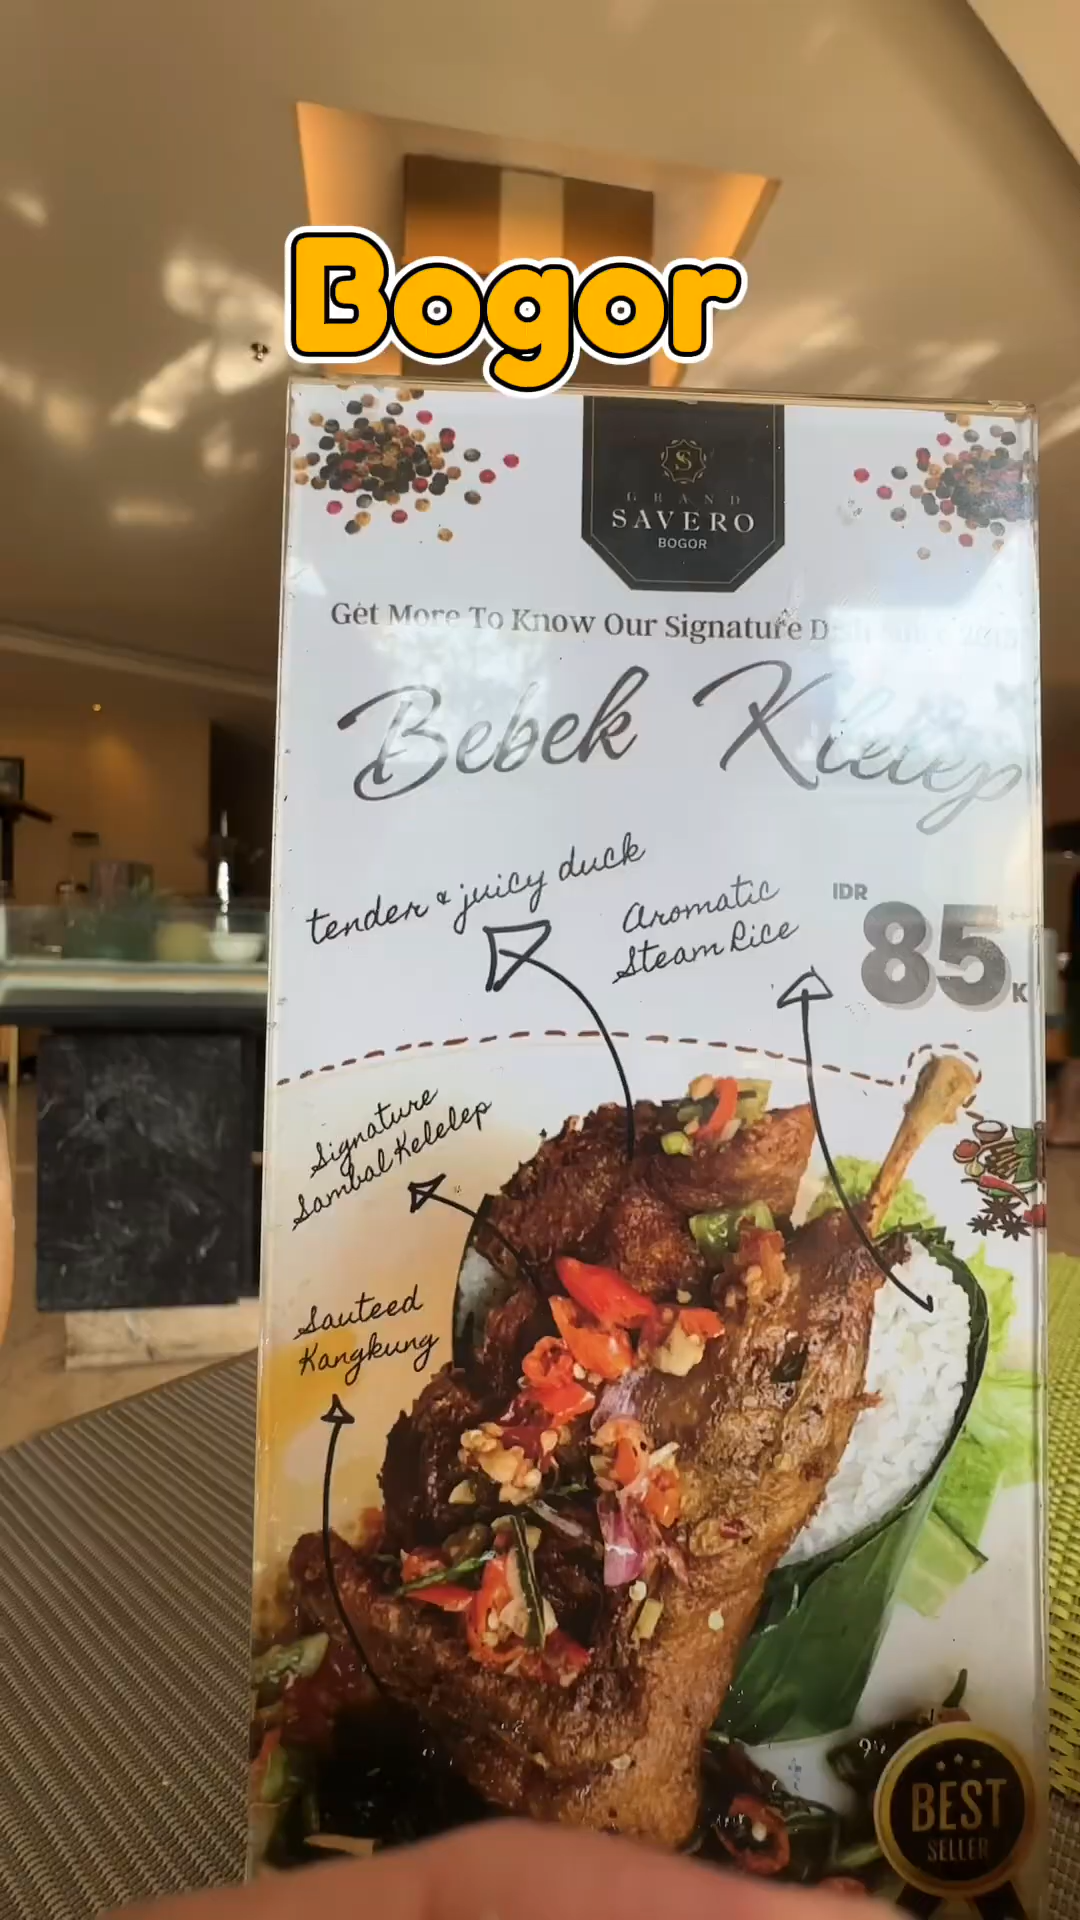 Bogor
S
GRAND
SAVERO
BOGOR
Get More To Know Our Signature
Bebek Klelep
tender & juicy duck
Aromatic
Steam Rice
IDR
85++
K
Signature
Sambal Kelelep
Sauteed
Kangkung
BEST
SELLER